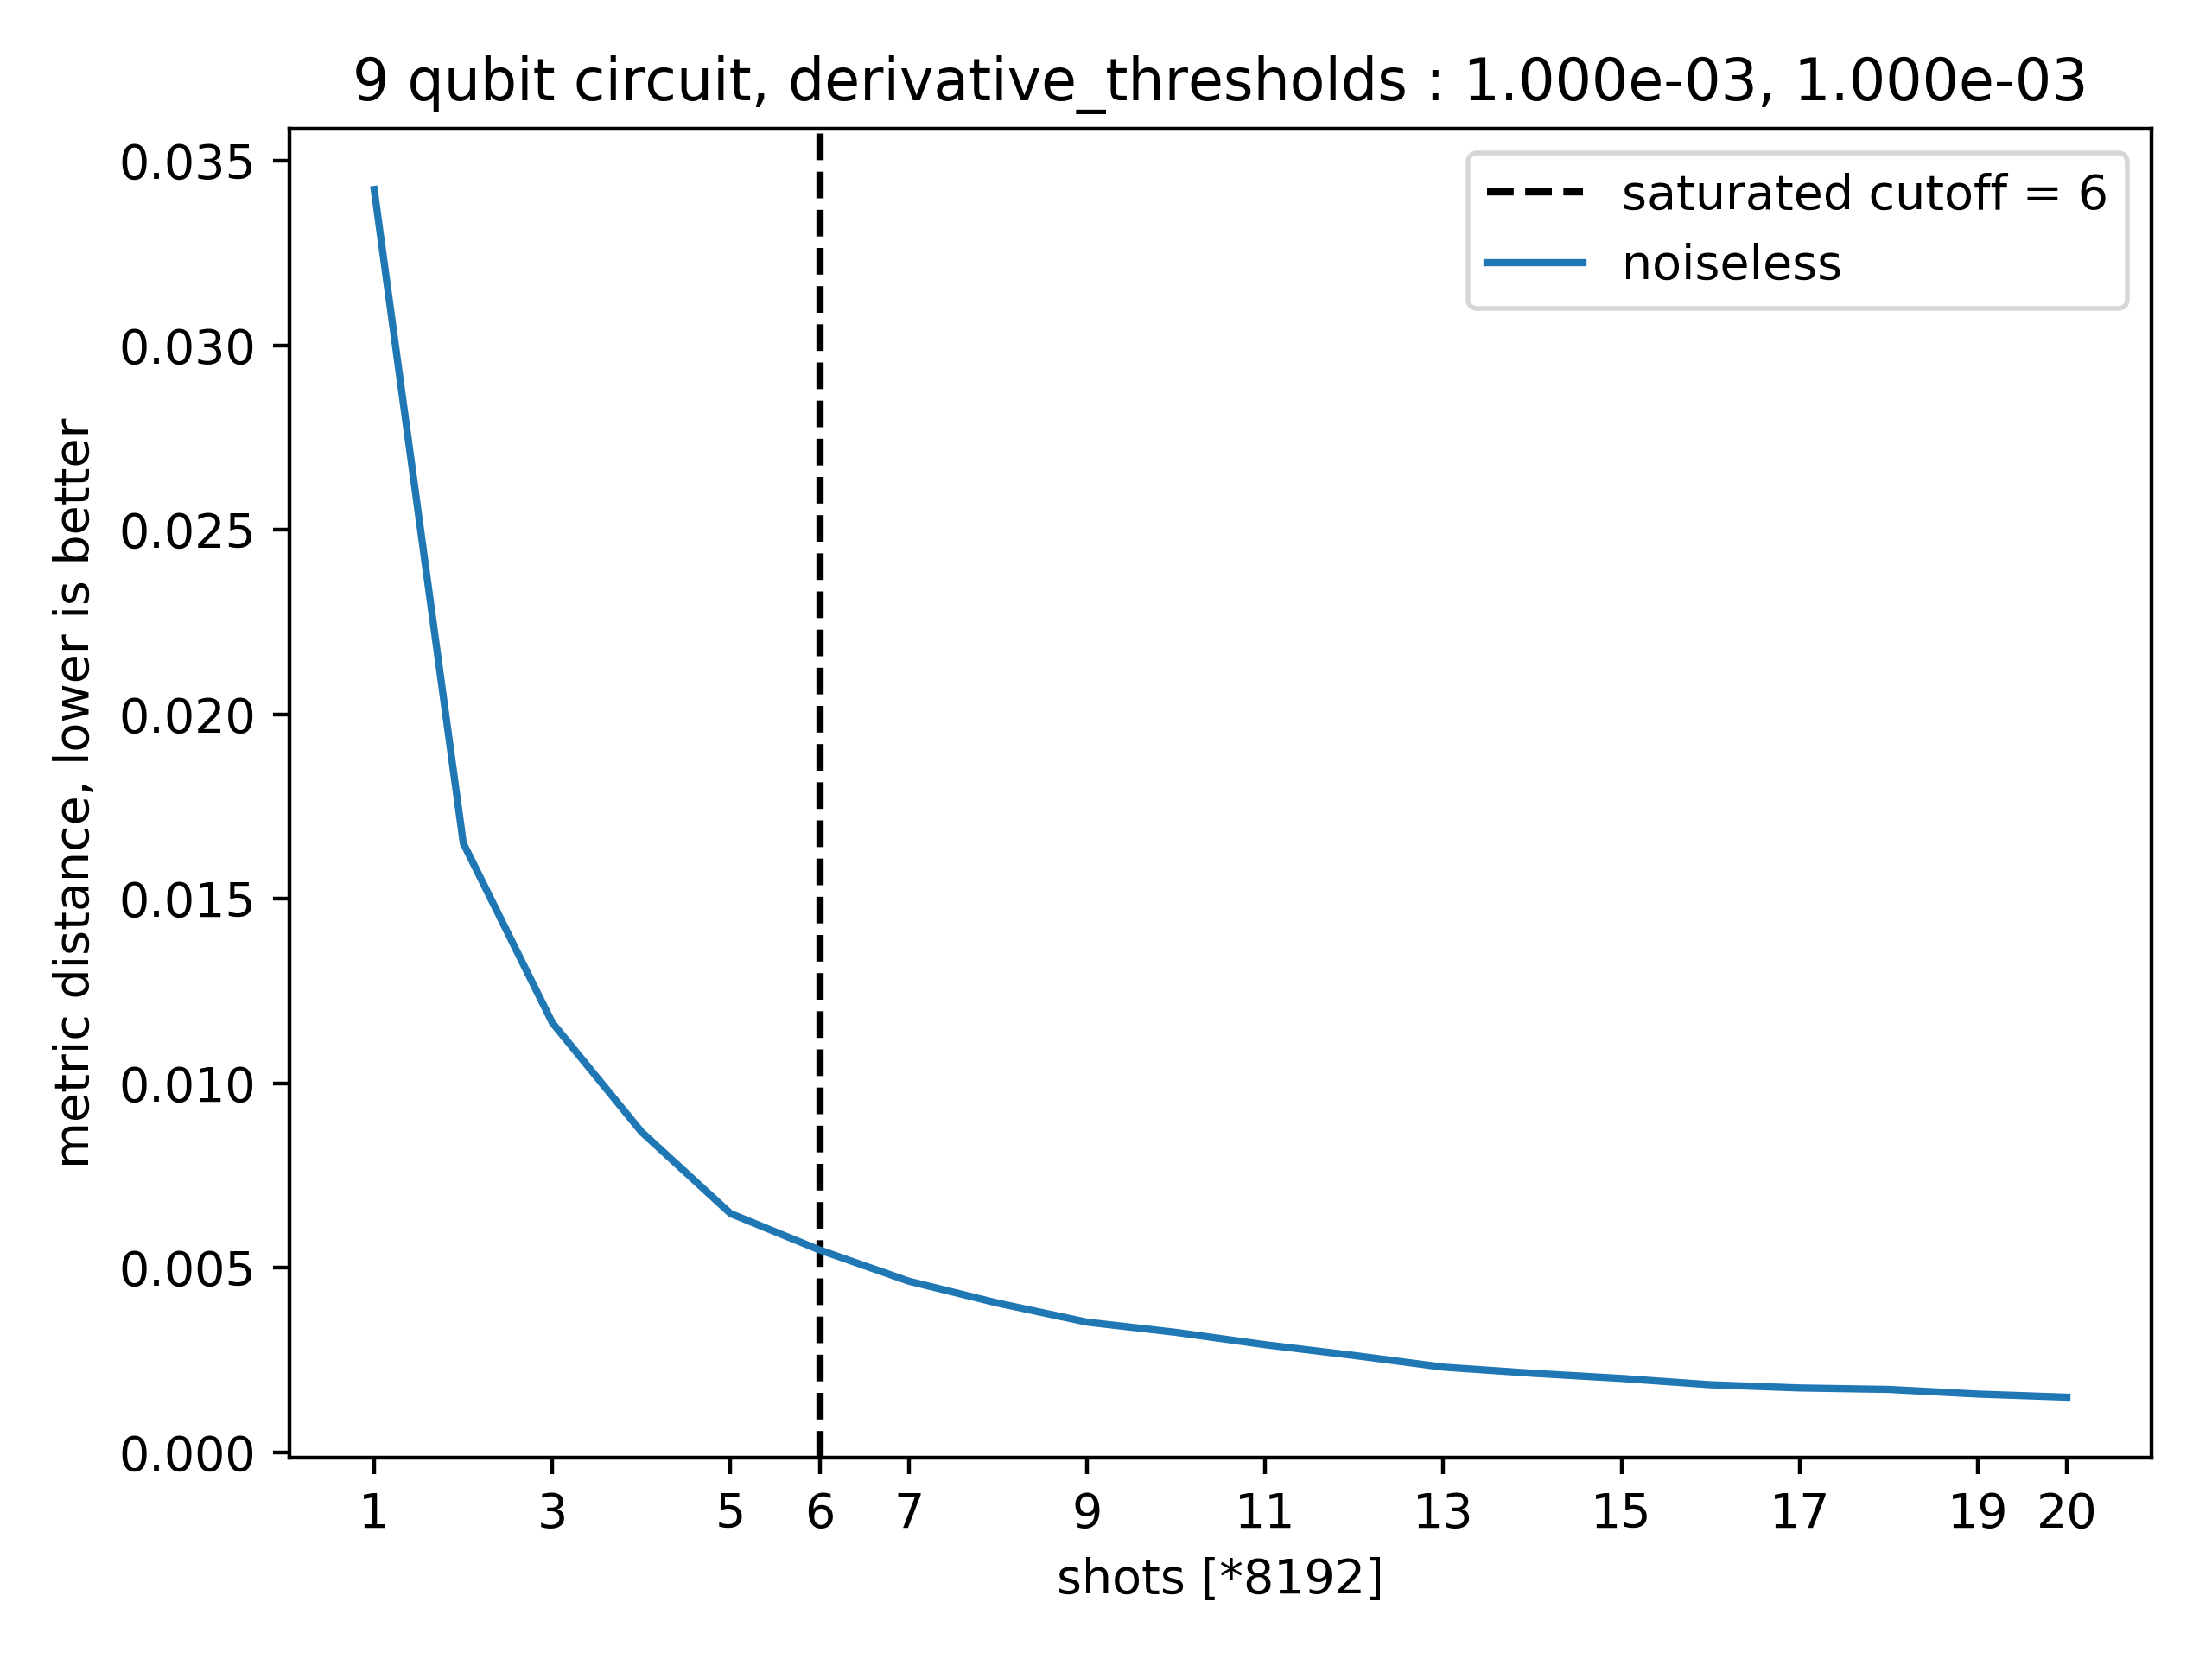 9 qubit circuit, derivative_thresholds : 1.000e-03, 1.000e-03
saturated cutoff = 6
noiseless
metric distance, lower is better
0.035
0.030
0.025
0.020
0.015
0.010
0.005
0.000
1 3 5 6 7 9 11 13 15 17 19 20
shots [*8192]